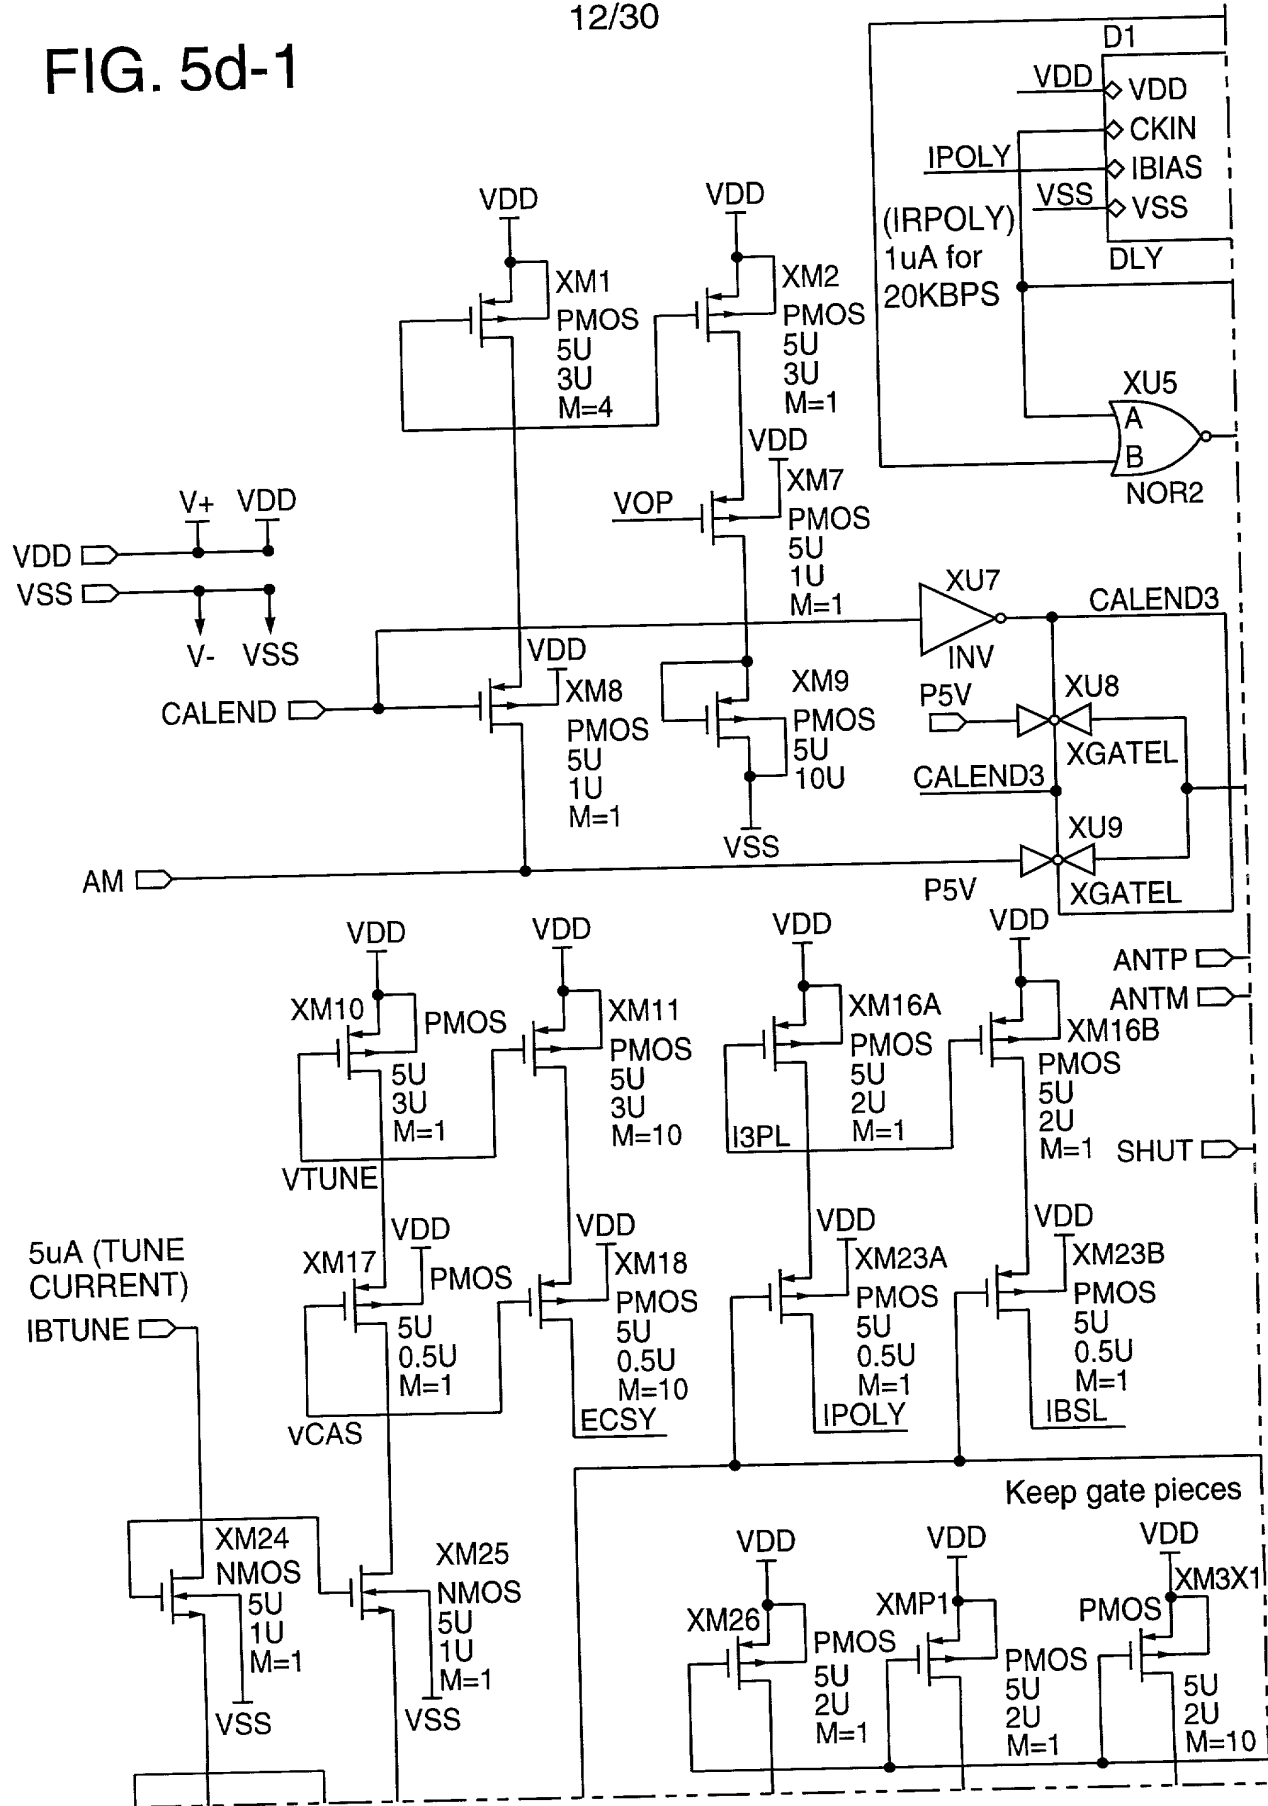 12/30
FIG. 5d-1
D1
VDD
VDD
CKIN
IPOLY
IBIAS
VSS
VSS
DLY
(IRPOLY)
1uA for
20KBPS
VDD
XM1
PMOS
5U
3U
M=4
VDD
XM2
PMOS
5U
3U
M=1
XU5
A
B
NOR2
VDD
XM7
VOP
PMOS
5U
1U
M=1
V+
VDD
VDD
VSS
V-
VSS
XU7
INV
CALEND3
CALEND
VDD
XM8
PMOS
5U
1U
M=1
XM9
PMOS
5U
10U
VSS
P5V
XU8
XGATEL
CALEND3
XU9
P5V
XGATEL
AM
VDD
XM10
PMOS
5U
3U
M=1
VTUNE
VDD
XM11
PMOS
5U
3U
M=10
VDD
XM16A
PMOS
5U
2U
M=1
I3PL
VDD
XM16B
PMOS
5U
2U
M=1
ANTP
ANTM
SHUT
5uA (TUNE
CURRENT)
IBTUNE
VDD
XM17
PMOS
5U
0.5U
M=1
vCAS
VDD
XM18
PMOS
5U
0.5U
M=10
ECSY
VDD
XM23A
PMOS
5U
0.5U
M=1
IPOLY
VDD
XM23B
PMOS
5U
0.5U
M=1
IBSL
Keep gate pieces
XM24
NMOS
5U
1U
M=1
VSS
XM25
NMOS
5U
1U
M=1
VSS
VDD
XM26
PMOS
5U
2U
M=1
VDD
XMP1
PMOS
5U
2U
M=1
VDD
XM3X1
PMOS
5U
2U
M=10